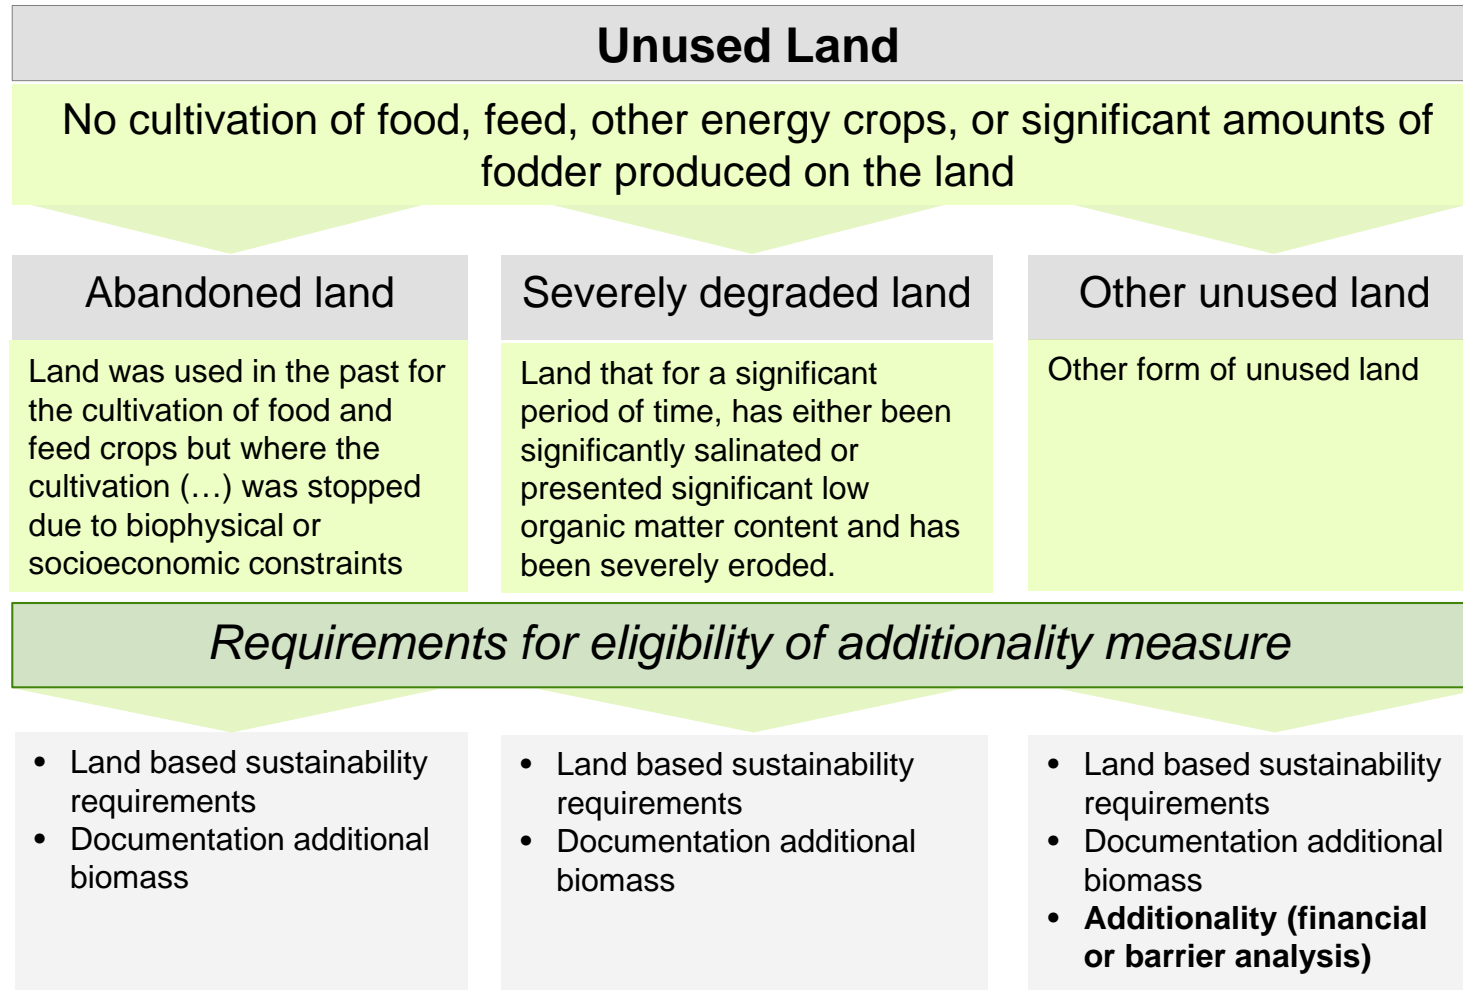 Unused Land
No cultivation of food, feed, other energy crops, or significant amounts of
fodder produced on the land
Abandoned land
Land was used in the past for
the cultivation of food and
feed crops but where the
cultivation (…) was stopped
due to biophysical or
socioeconomic constraints
Severely degraded land
Land that for a significant
period of time, has either been
significantly salinated or
presented significant low
organic matter content and has
been severely eroded.
Other unused land
Other form of unused land
Requirements for eligibility of additionality measure
• Land based sustainability
requirements
• Documentation additional
biomass
• Land based sustainability
requirements
• Documentation additional
biomass
• Land based sustainability
requirements
• Documentation additional
biomass
• Additionality (financial
or barrier analysis)